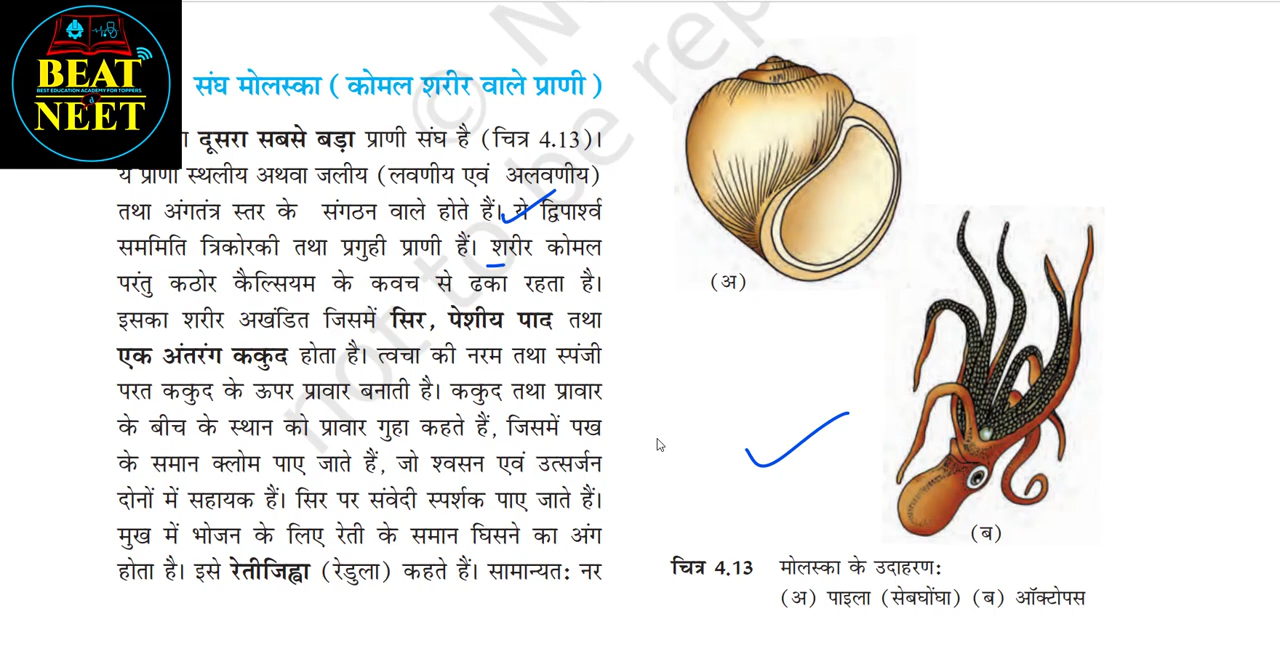 BEAT
BEST EDUCATION ACADEMY FOR TOPPERS
NEET
संघ मोलस्का ( कोमल शरीर वाले प्राणी )
दूसरा सबसे बड़ा प्राणी संघ है (चित्र 4.13)।
ये प्राणी स्थलीय अथवा जलीय (लवणीय एवं अलवणीय)
तथा अंगतंत्र स्तर के संगठन वाले होते हैं। ये द्विपार्श्व
सममिति त्रिकोरकी तथा प्रगुही प्राणी हैं। शरीर कोमल
परंतु कठोर कैल्सियम के कवच से ढका रहता है।
इसका शरीर अखंडित जिसमें सिर, पेशीय पाद तथा
एक अंतरंग ककुद होता है। त्वचा की नरम तथा स्पंजी
परत ककुद के ऊपर प्रावार बनाती है। ककुद तथा प्रावार
के बीच के स्थान को प्रावार गुहा कहते हैं, जिसमें पख
के समान क्लोम पाए जाते हैं, जो श्वसन एवं उत्सर्जन
दोनों में सहायक हैं। सिर पर संवेदी स्पर्शक पाए जाते हैं।
मुख में भोजन के लिए रेती के समान घिसने का अंग
होता है। इसे रेतीजिह्वा (रेडुला) कहते हैं। सामान्यतः नर
(अ)
(ब)
चित्र 4.13 मोलस्का के उदाहरण:
(अ) पाइला (सेबघोंघा) (ब) ऑक्टोपस
© N
not to be rep